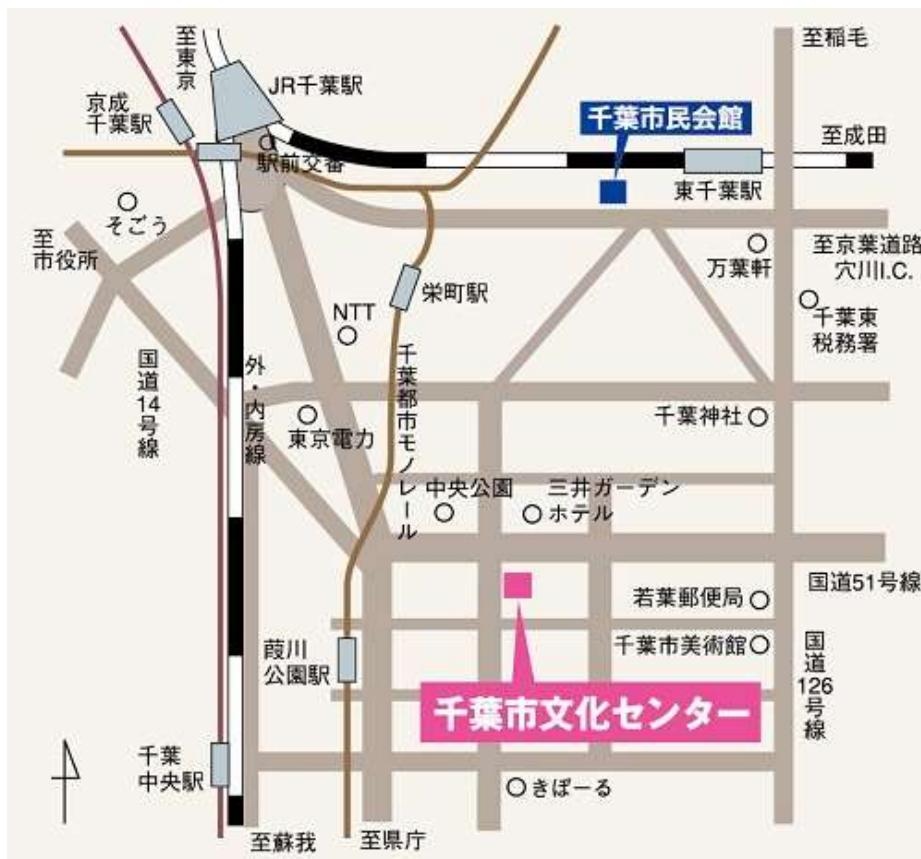 至東京
JR千葉駅
京成
千葉駅
駅前交番
そごう
至
市役所
千葉市民会館
至稲毛
至成田
東千葉駅
万葉軒
至京葉道路
穴川I.C.
千葉東
税務署
栄町駅
NTT
国道14号線
外・内房線
東京電力
千葉都市モノレール
千葉神社
中央公園
三井ガーデン
ホテル
国道51号線
若葉郵便局
千葉市美術館
国道126号線
葭川
公園駅
千葉市文化センター
千葉
中央駅
きぼーる
至蘇我
至県庁